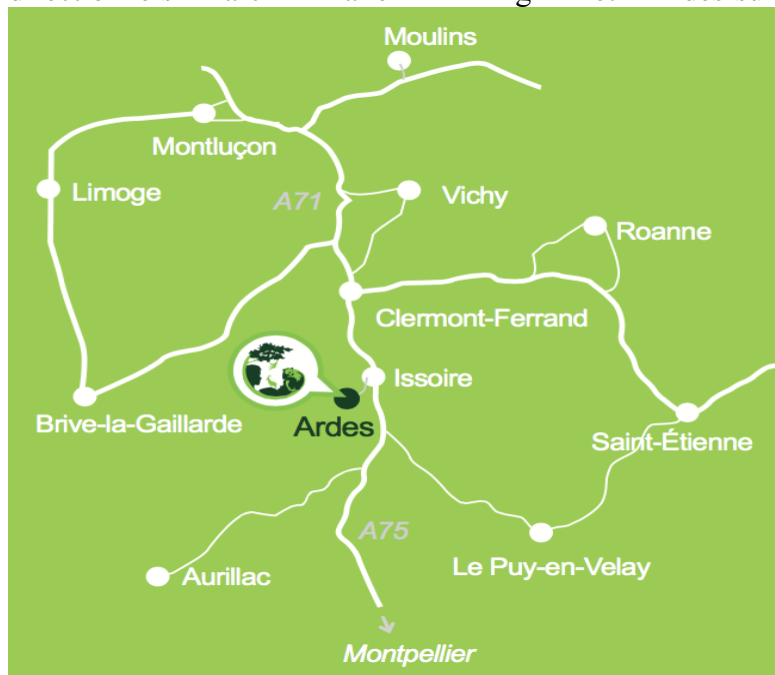 Moulins
Montluçon
Limoge
A71
Vichy
Roanne
Clermont-Ferrand
Issoire
Ardes
Brive-la-Gaillarde
Saint-Étienne
A75
Le Puy-en-Velay
Aurillac
Montpellier